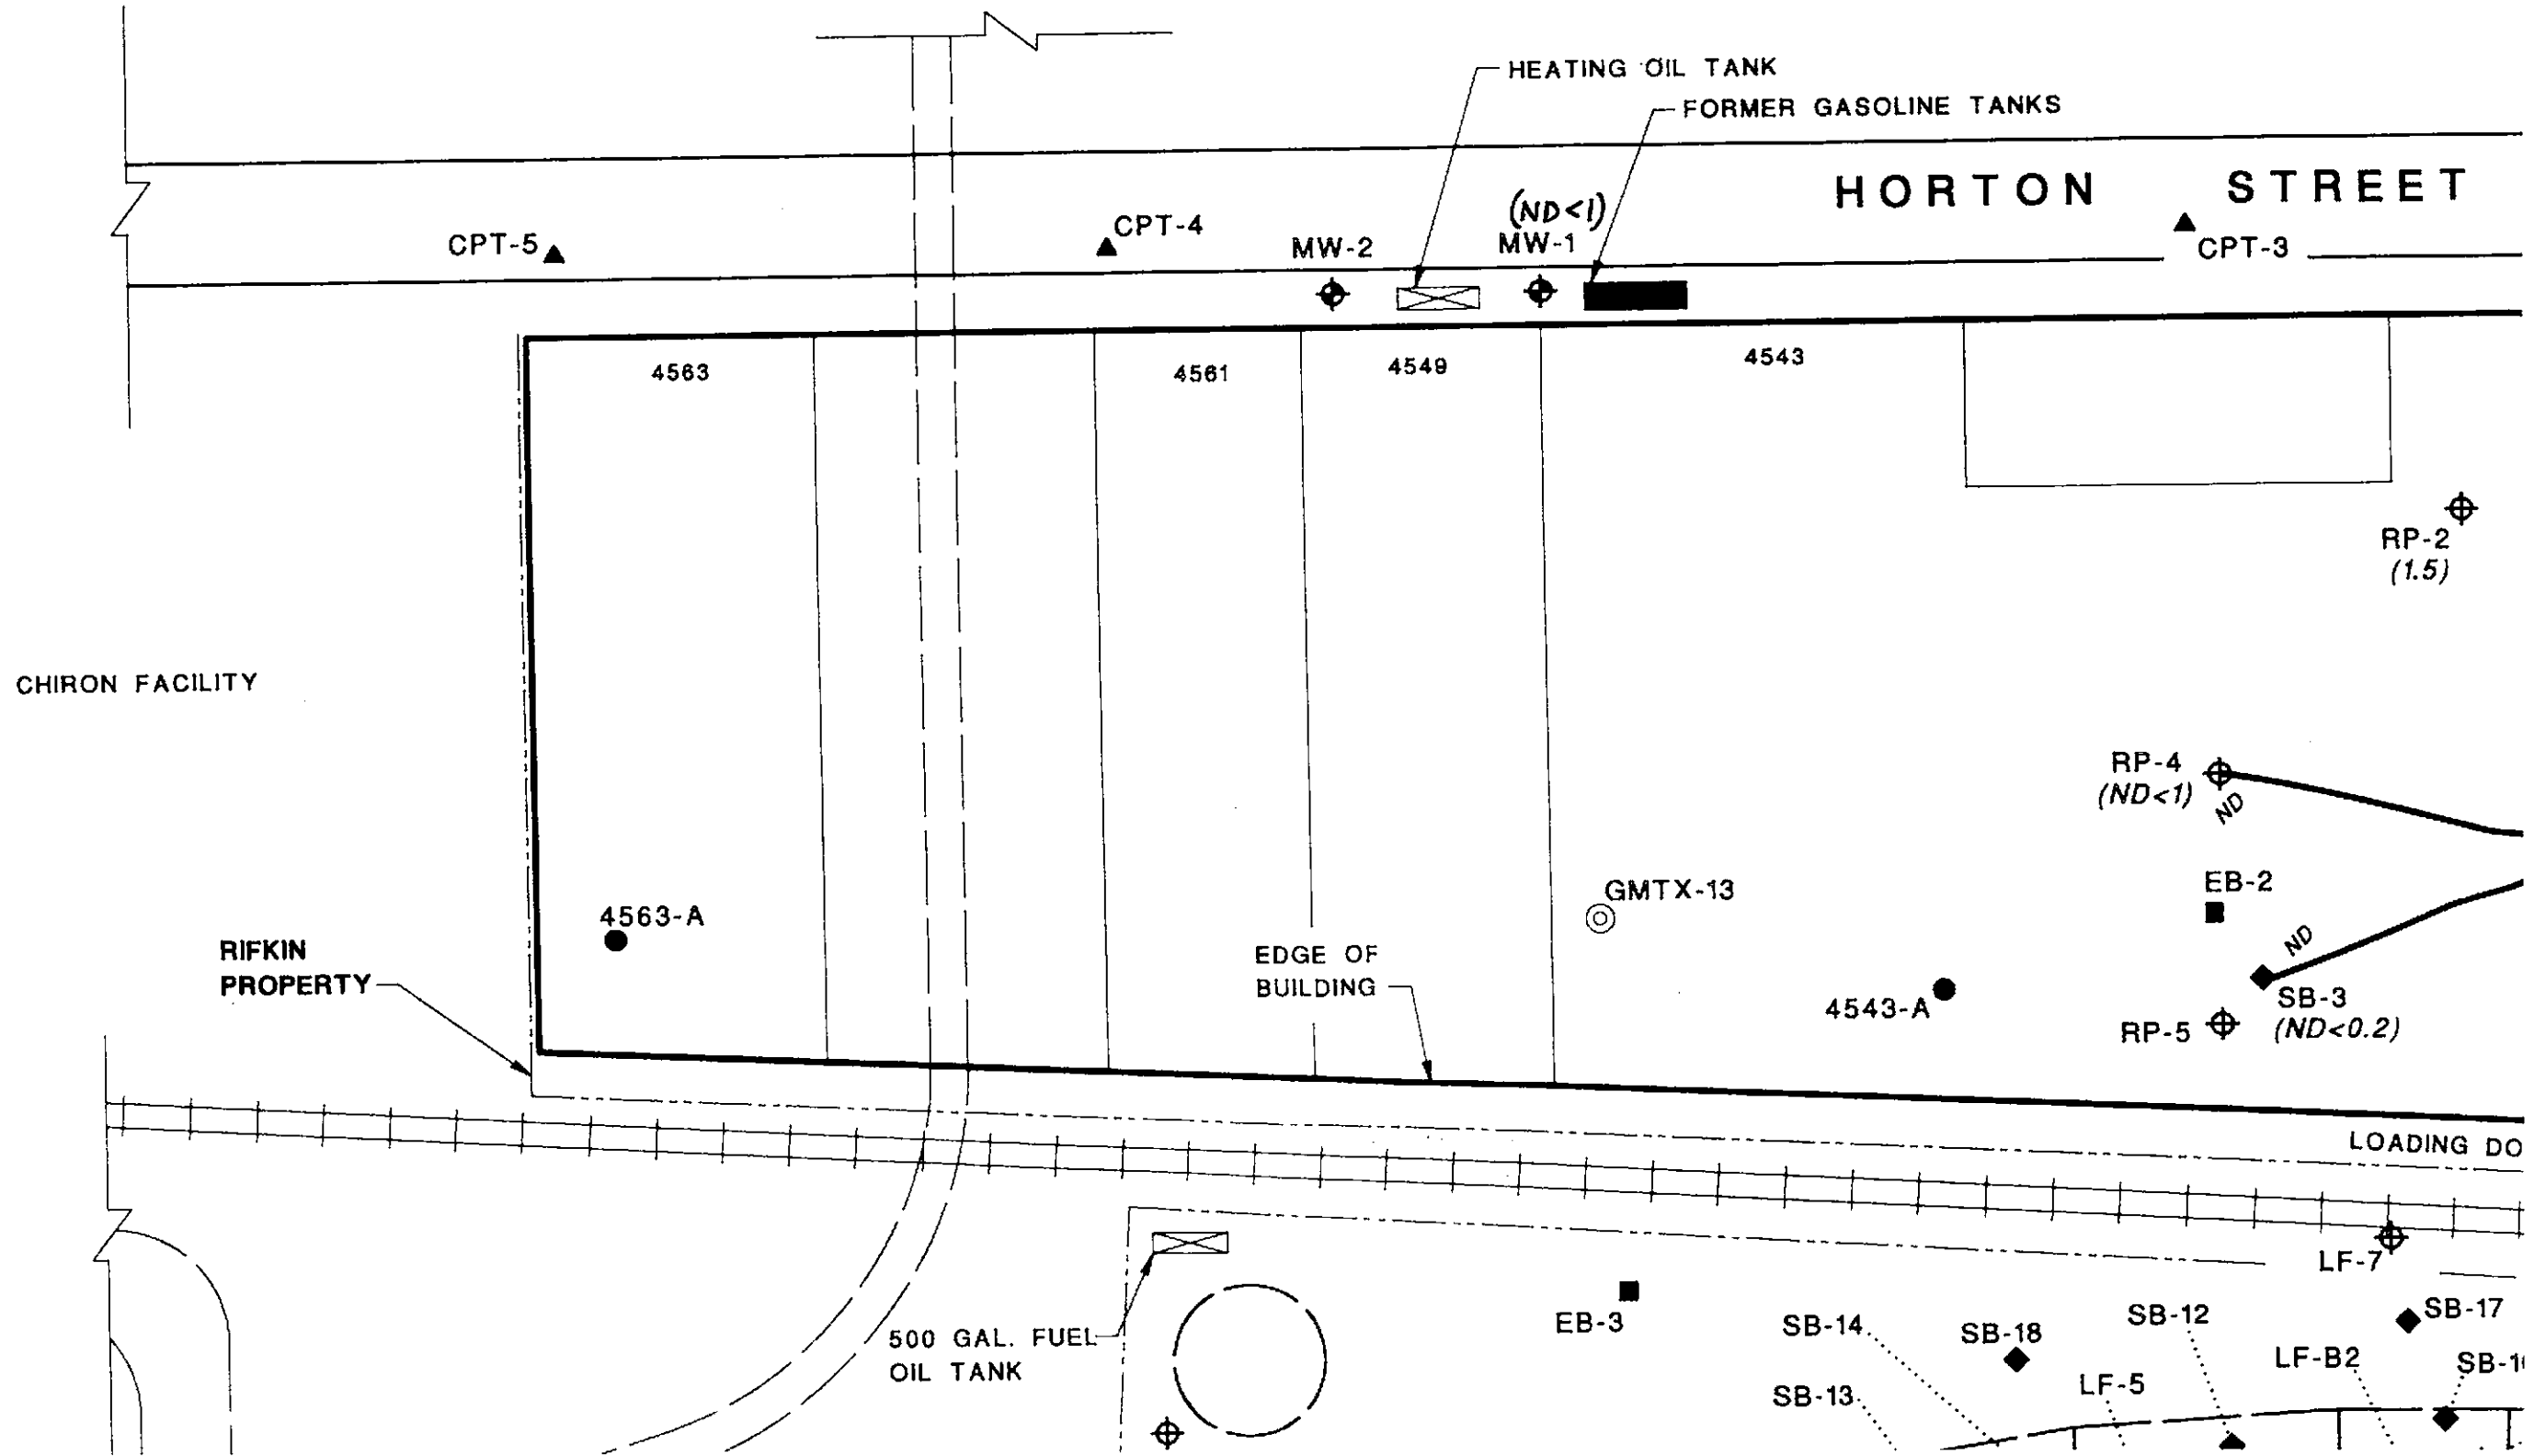 HEATING OIL TANK
FORMER GASOLINE TANKS
HORTON STREET
(ND<1)
CPT-5
CPT-4
MW-2
MW-1
CPT-3
4563
4561
4549
4543
RP-2
(1.5)
CHIRON FACILITY
RP-4
(ND<1)
ND
EB-2
GMTX-13
4563-A
RIFKIN
PROPERTY
EDGE OF
BUILDING
ND
4543-A
SB-3
(ND<0.2)
RP-5
LOADING DO
LF-7
500 GAL. FUEL
OIL TANK
EB-3
SB-14
SB-18
SB-12
SB-17
LF-B2
SB-13
LF-5